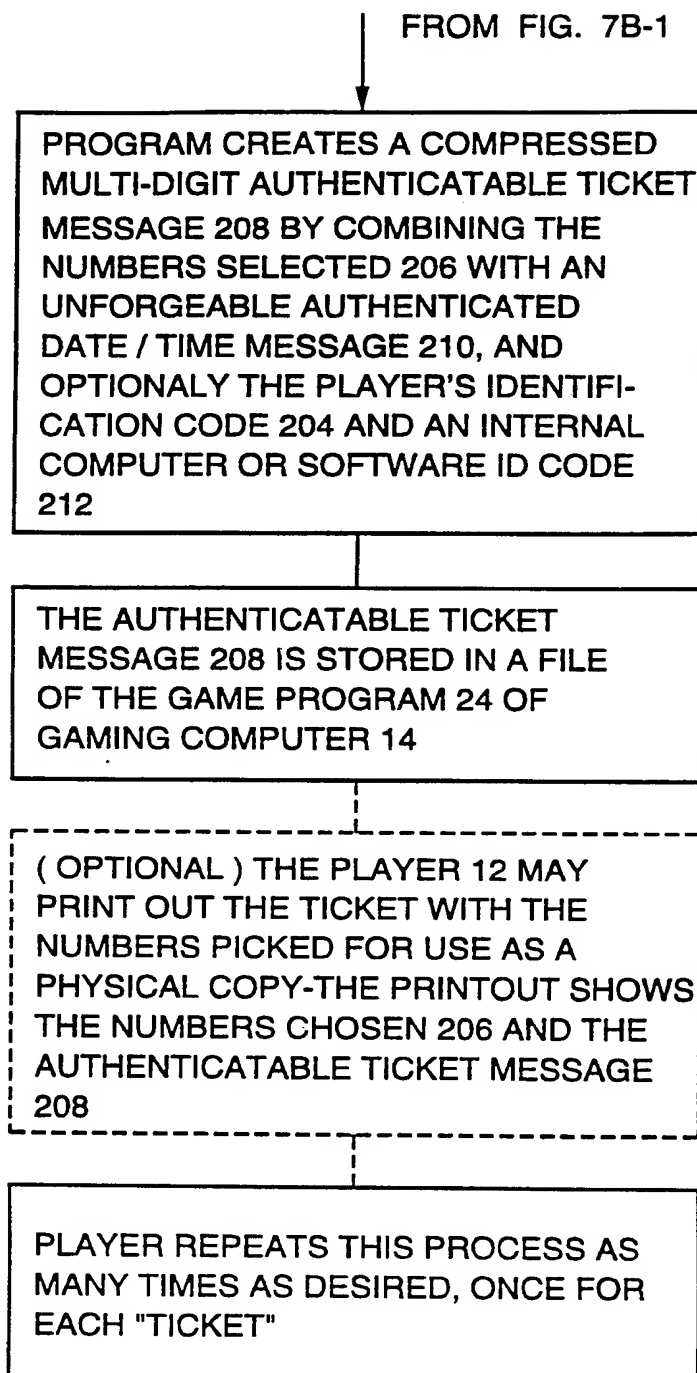 FROM FIG. 7B-1
PROGRAM CREATES A COMPRESSED
MULTI-DIGIT AUTHENTICATABLE TICKET
MESSAGE 208 BY COMBINING THE
NUMBERS SELECTED 206 WITH AN
UNFORGEABLE AUTHENTICATED
DATE / TIME MESSAGE 210, AND
OPTIONALY THE PLAYER'S IDENTIFI-
CATION CODE 204 AND AN INTERNAL
COMPUTER OR SOFTWARE ID CODE
212
THE AUTHENTICATABLE TICKET
MESSAGE 208 IS STORED IN A FILE
OF THE GAME PROGRAM 24 OF
GAMING COMPUTER 14
( OPTIONAL ) THE PLAYER 12 MAY
PRINT OUT THE TICKET WITH THE
NUMBERS PICKED FOR USE AS A
PHYSICAL COPY-THE PRINTOUT SHOWS
THE NUMBERS CHOSEN 206 AND THE
AUTHENTICATABLE TICKET MESSAGE
208
PLAYER REPEATS THIS PROCESS AS
MANY TIMES AS DESIRED, ONCE FOR
EACH "TICKET"